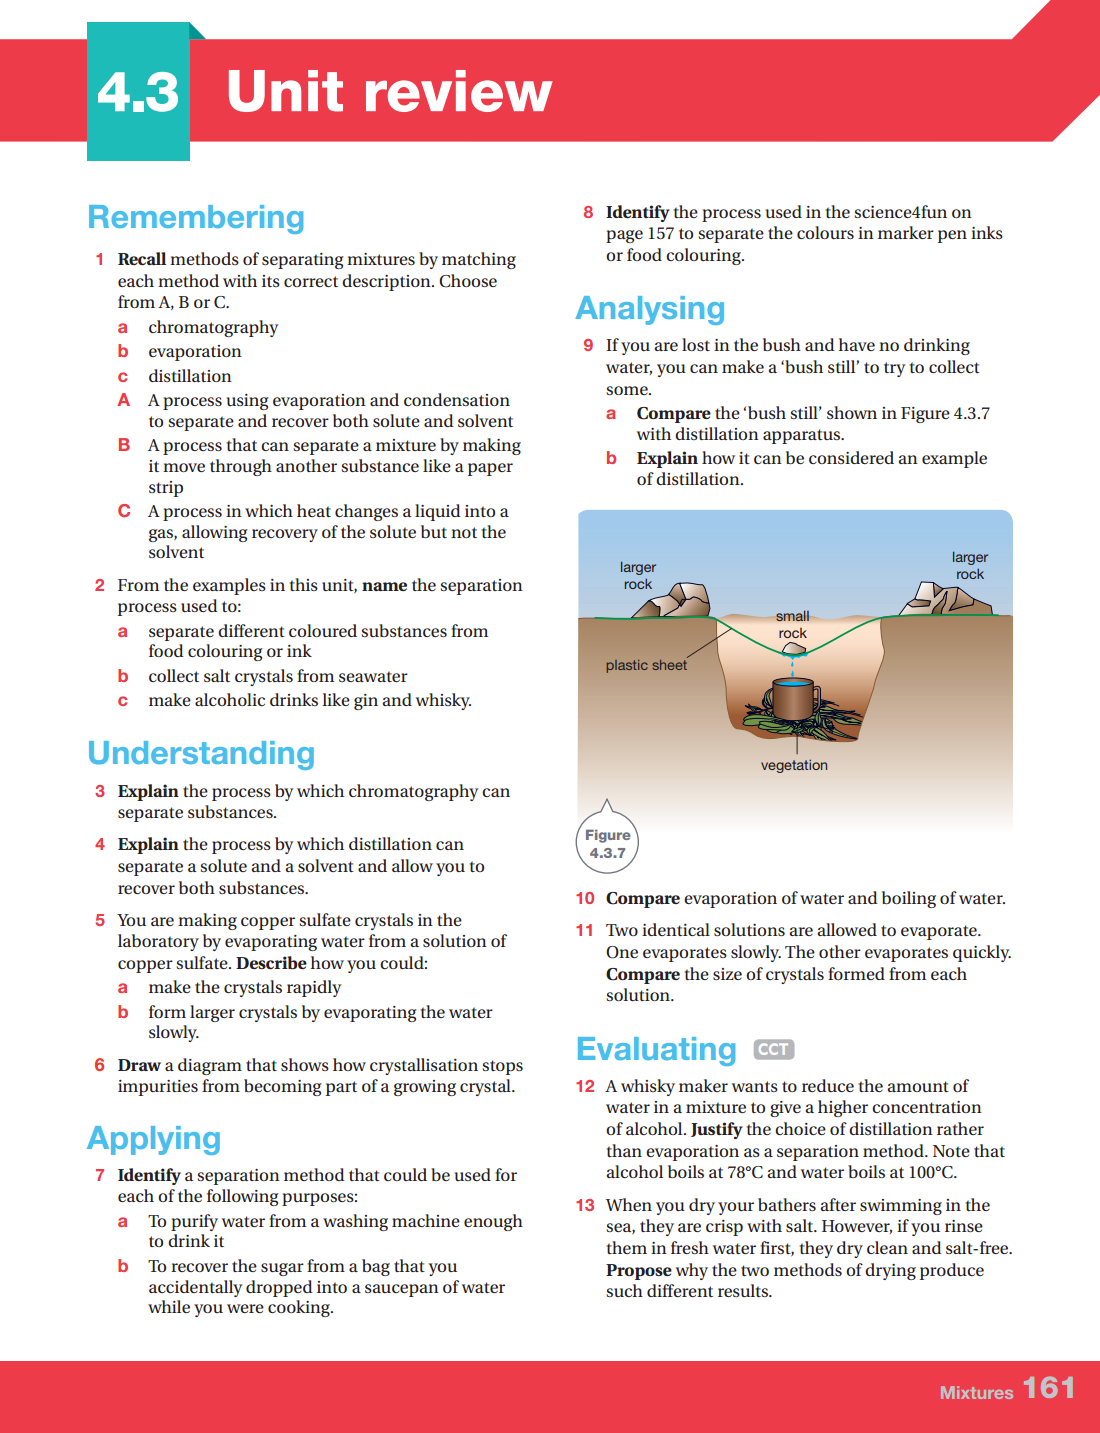 4.3 Unit review
Remembering
1 Recall methods of separating mixtures by matching
each method with its correct description. Choose
from A, B or C.
a chromatography
b evaporation
c distillation
A A process using evaporation and condensation
to separate and recover both solute and solvent
B A process that can separate a mixture by making
it move through another substance like a paper
strip
C A process in which heat changes a liquid into a
gas, allowing recovery of the solute but not the
solvent
2 From the examples in this unit, name the separation
process used to:
a separate different coloured substances from
food colouring or ink
b collect salt crystals from seawater
c make alcoholic drinks like gin and whisky.
Understanding
3 Explain the process by which chromatography can
separate substances.
4 Explain the process by which distillation can
separate a solute and a solvent and allow you to
recover both substances.
5 You are making copper sulfate crystals in the
laboratory by evaporating water from a solution of
copper sulfate. Describe how you could:
a make the crystals rapidly
b form larger crystals by evaporating the water
slowly.
6 Draw a diagram that shows how crystallisation stops
impurities from becoming part of a growing crystal.
Applying
7 Identify a separation method that could be used for
each of the following purposes:
a To purify water from a washing machine enough
to drink it
b To recover the sugar from a bag that you
accidentally dropped into a saucepan of water
while you were cooking.
8 Identify the process used in the science4fun on
page 157 to separate the colours in marker pen inks
or food colouring.
Analysing
9 If you are lost in the bush and have no drinking
water, you can make a ‘bush still’ to try to collect
some.
a Compare the ‘bush still’ shown in Figure 4.3.7
with distillation apparatus.
b Explain how it can be considered an example
of distillation.
larger
rock
larger
rock
small
rock
plastic sheet
vegetation
Figure
4.3.7
10 Compare evaporation of water and boiling of water.
11 Two identical solutions are allowed to evaporate.
One evaporates slowly. The other evaporates quickly.
Compare the size of crystals formed from each
solution.
Evaluating CCT
12 A whisky maker wants to reduce the amount of
water in a mixture to give a higher concentration
of alcohol. Justify the choice of distillation rather
than evaporation as a separation method. Note that
alcohol boils at 78°C and water boils at 100°C.
13 When you dry your bathers after swimming in the
sea, they are crisp with salt. However, if you rinse
them in fresh water first, they dry clean and salt-free.
Propose why the two methods of drying produce
such different results.
Mixtures 161